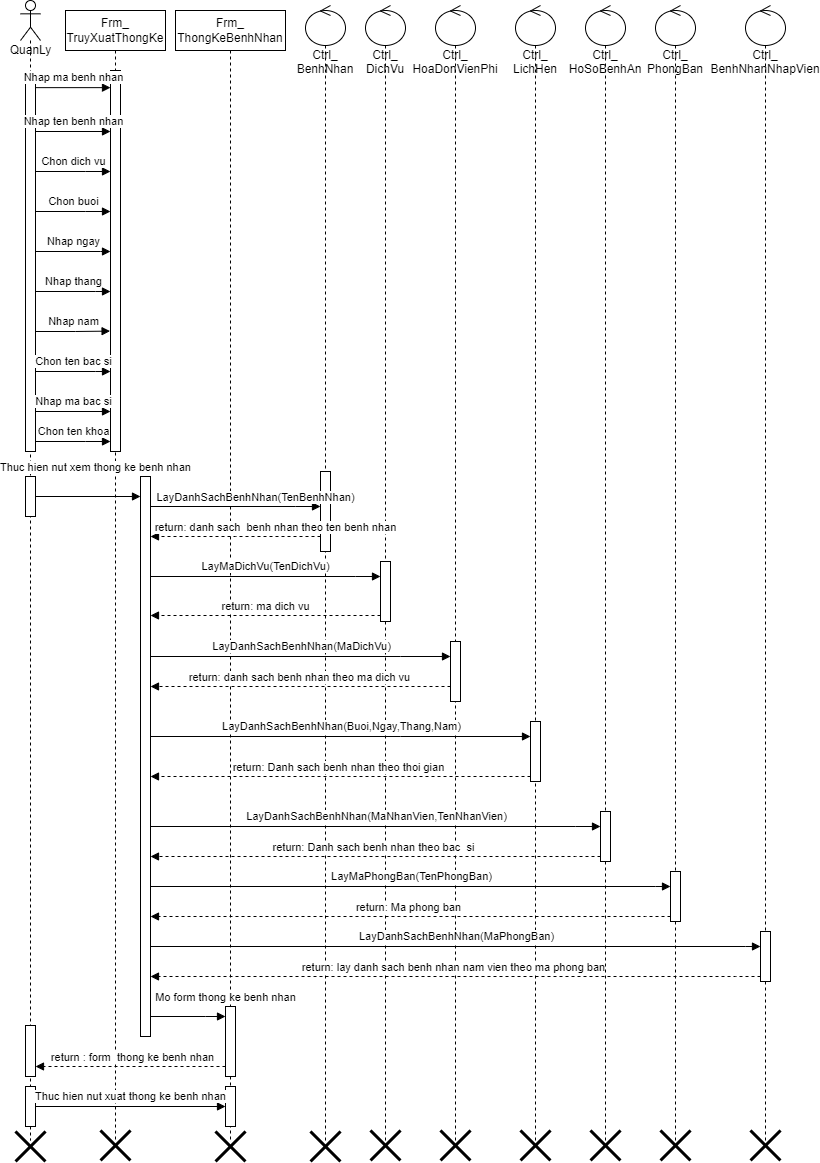 QuanLy
Frm_
TruyXuatThongKe
Frm_
ThongKeBenhNhan
Ctrl_
BenhNhan
Ctrl_
DichVu
Ctrl_
HoaDonVienPhi
Ctrl_
LichHen
Ctrl_
HoSoBenhAn
Ctrl_
PhongBan
Ctrl_
BenhNhanNhapVien
Nhap ma benh nhan
Nhap ten benh nhan
Chon dich vu
Chon buoi
Nhap ngay
Nhap thang
Nhap nam
Chon ten bac si
Nhap ma bac si
Chon ten khoa
Thuc hien nut xem thong ke benh nhan
LayDanhSachBenhNhan(TenBenhNhan)
return: danh sach  benh nhan theo ten benh nhan
LayMaDichVu(TenDichVu)
return: ma dich vu
LayDanhSachBenhNhan(MaDichVu)
return: danh sach benh nhan theo ma dich vu
LayDanhSachBenhNhan(Buoi,Ngay,Thang,Nam)
return: Danh sach benh nhan theo thoi gian
LayDanhSachBenhNhan(MaNhanVien,TenNhanVien)
return: Danh sach benh nhan theo bac  si
LayMaPhongBan(TenPhongBan)
return: Ma phong ban
LayDanhSachBenhNhan(MaPhongBan)
return: lay danh sach benh nhan nam vien theo ma phong ban
Mo form thong ke benh nhan
return : form  thong ke benh nhan
Thuc hien nut xuat thong ke benh nhan